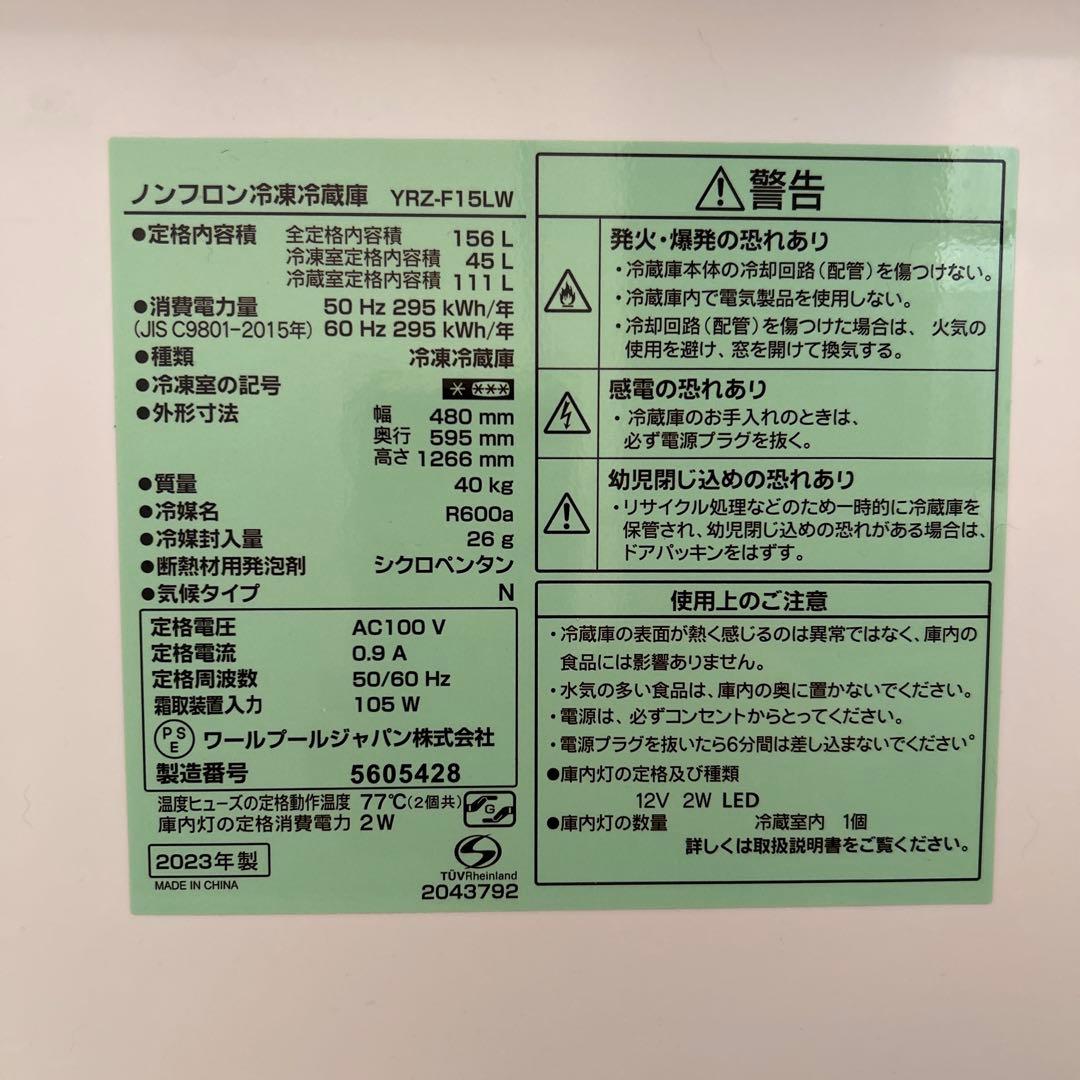 ノンフロン冷凍冷蔵庫 YRZ-F15LW
●定格内容積 全定格内容積 156 L
冷凍室定格内容積 45 L
冷蔵室定格内容積 111 L
●消費電力量 50 Hz 295 kWh/年
(JIS C9801-2015年) 60 Hz 295 kWh/年
●種類 冷凍冷蔵庫
●冷凍室の記号 * ***
●外形寸法 幅 480 mm
奥行 595 mm
高さ 1266 mm
●質量 40 kg
●冷媒名 R600a
●冷媒封入量 26 g
●断熱材用発泡剤 シクロペンタン
●気候タイプ N
定格電圧 AC100 V
定格電流 0.9 A
定格周波数 50/60 Hz
霜取装置入力 105 W
PSE ワールプールジャパン株式会社
製造番号 5605428
温度ヒューズの定格動作温度 77℃(2個共) G
庫内灯の定格消費電力 2W
2023年製
MADE IN CHINA
TÜVRheinland
2043792
⚠警告
発火・爆発の恐れあり
・冷蔵庫本体の冷却回路(配管)を傷つけない。
・冷蔵庫内で電気製品を使用しない。
・冷却回路(配管)を傷つけた場合は、火気の
使用を避け、窓を開けて換気する。
感電の恐れあり
・冷蔵庫のお手入れのときは、
必ず電源プラグを抜く。
幼児閉じ込めの恐れあり
・リサイクル処理などのため一時的に冷蔵庫を
保管され、幼児閉じ込めの恐れがある場合は、
ドアパッキンをはずす。
使用上のご注意
・冷蔵庫の表面が熱く感じるのは異常ではなく、庫内の
食品には影響ありません。
・水気の多い食品は、庫内の奥に置かないでください。
・電源は、必ずコンセントからとってください。
・電源プラグを抜いたら6分間は差し込まないでください。
●庫内灯の定格及び種類
12V 2W LED
●庫内灯の数量 冷蔵室内 1個
詳しくは取扱説明書をご覧ください。